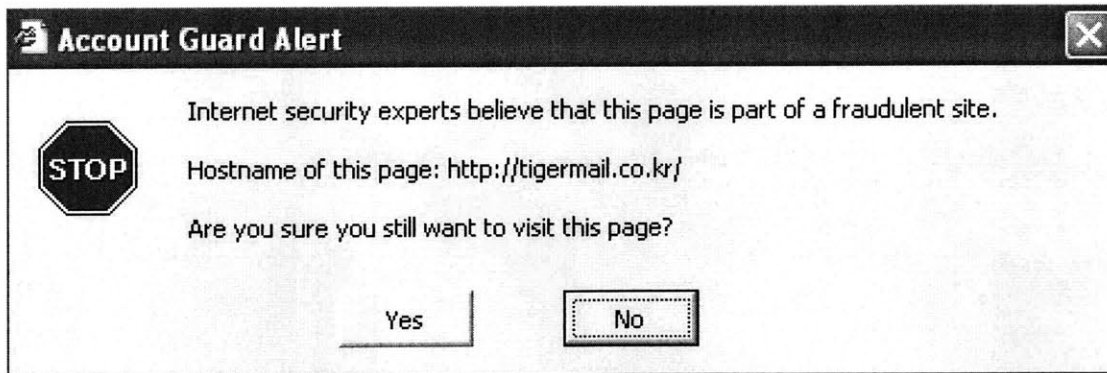 Account Guard Alert
Internet security experts believe that this page is part of a fraudulent site.
STOP
Hostname of this page: http://tigermail.co.kr/
Are you sure you still want to visit this page?
Yes No